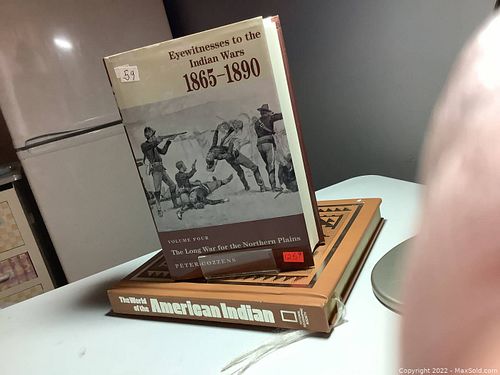 Eyewitnesses to the
Indian Wars
1865–1890
59
VOLUME FOUR
The Long War for the Northern Plains
PETER COZZENS
The World
of the
American Indian
Copyright © 2022 - MaxSold.com